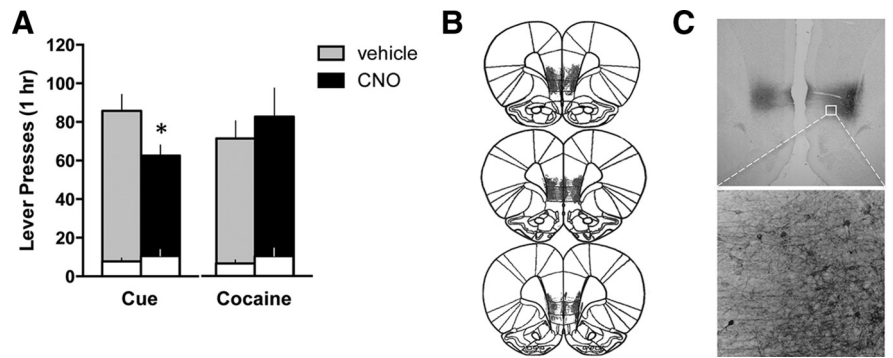 A
Lever Presses (1 hr)
120
100
80
60
40
20
0
*
Cue
Cocaine
vehicle
CNO
B
C